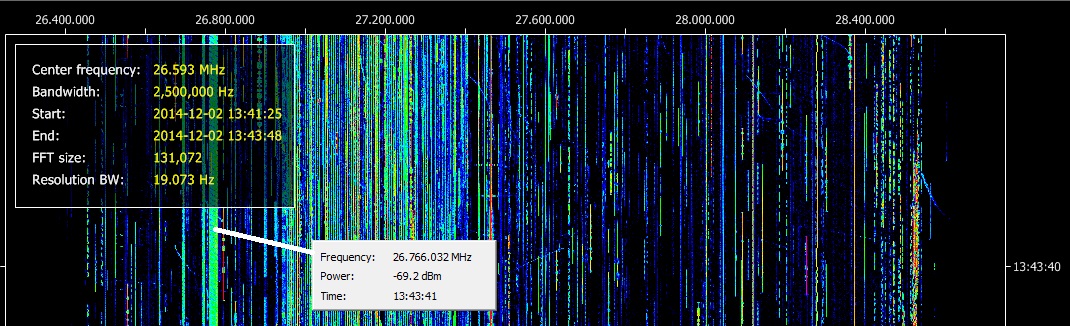 26.400.000 26.800.000 27.200.000 27.600.000 28.000.000 28.400.000
Center frequency: 26.593 MHz
Bandwidth: 2,500,000 Hz
Start: 2014-12-02 13:41:25
End: 2014-12-02 13:43:48
FFT size: 131,072
Resolution BW: 19.073 Hz
Frequency: 26.766.032 MHz
Power: -69.2 dBm
Time: 13:43:41
13:43:40